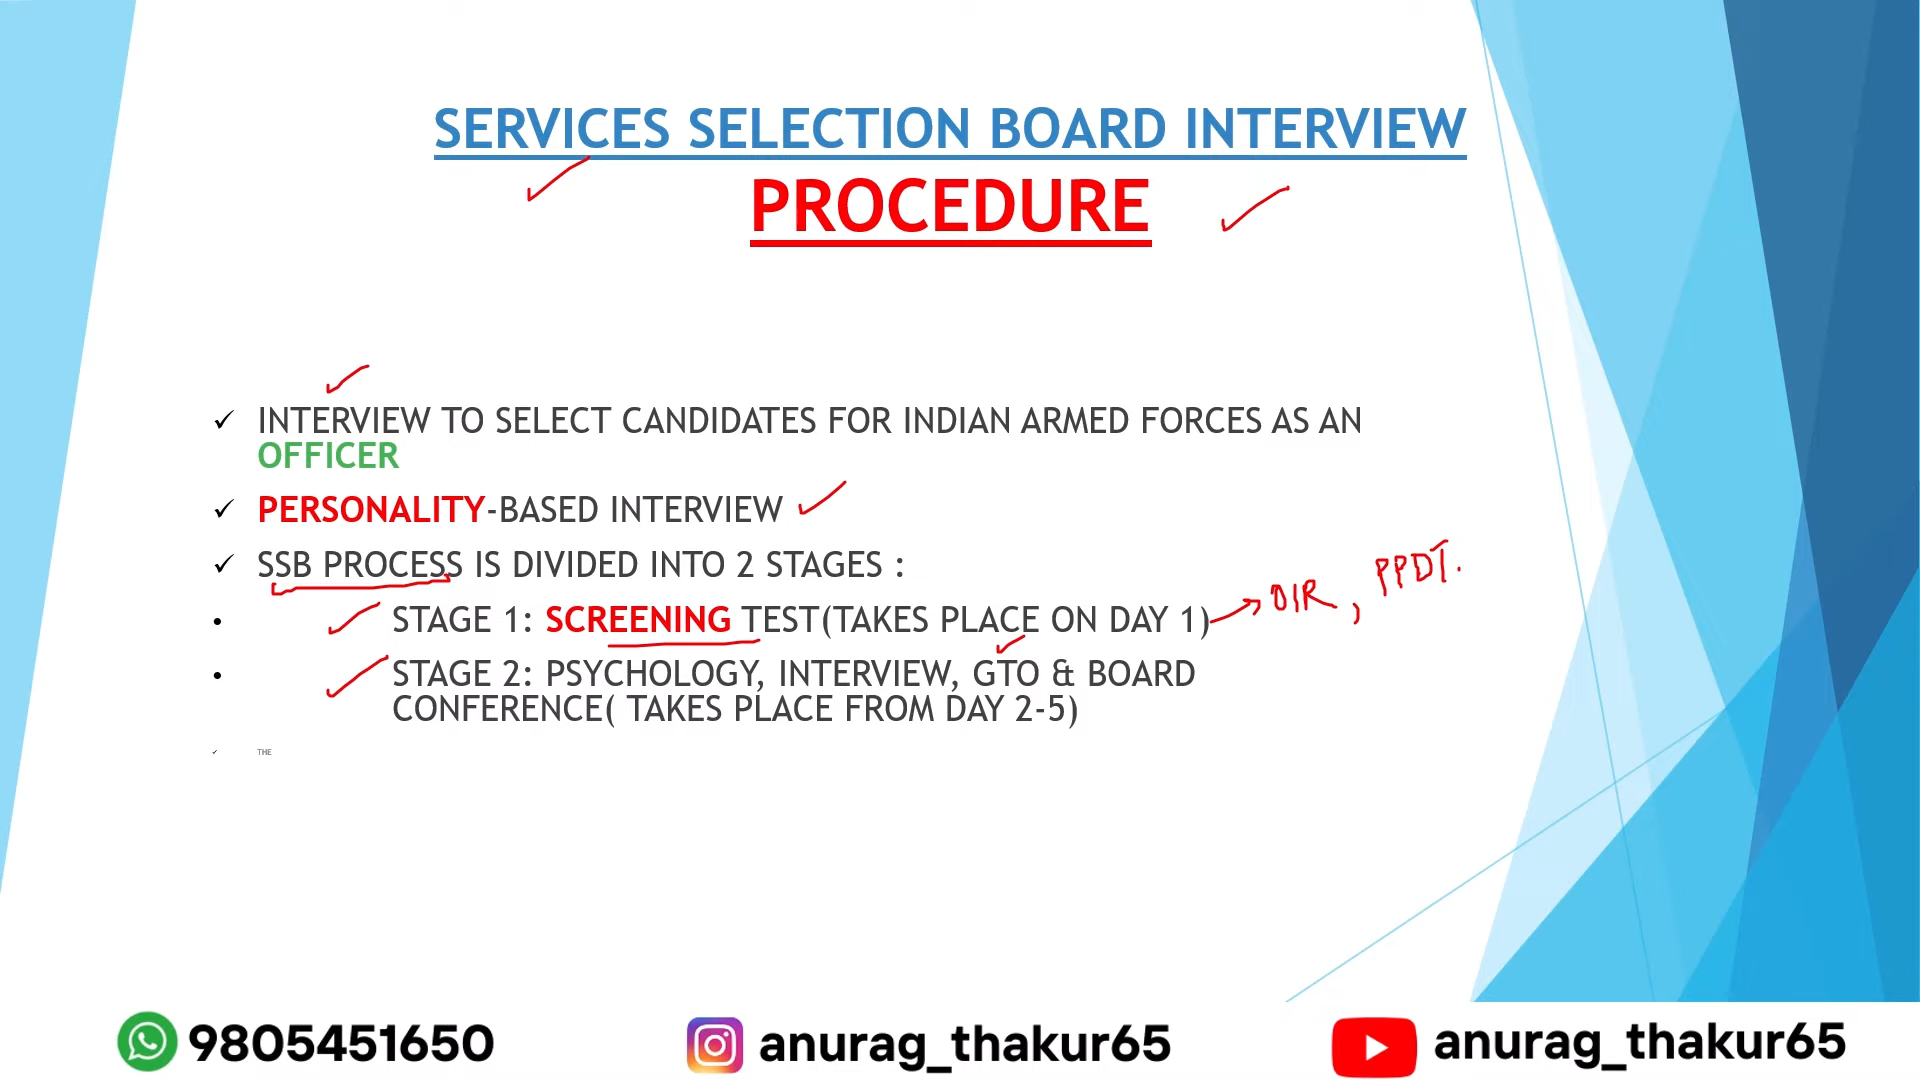 SERVICES SELECTION BOARD INTERVIEW
PROCEDURE
INTERVIEW TO SELECT CANDIDATES FOR INDIAN ARMED FORCES AS AN
OFFICER
PERSONALITY-BASED INTERVIEW
SSB PROCESS IS DIVIDED INTO 2 STAGES :
STAGE 1: SCREENING TEST(TAKES PLACE ON DAY 1) OIR , PPDT.
STAGE 2: PSYCHOLOGY, INTERVIEW, GTO & BOARD
CONFERENCE( TAKES PLACE FROM DAY 2-5)
THE
9805451650 anurag_thakur65 anurag_thakur65